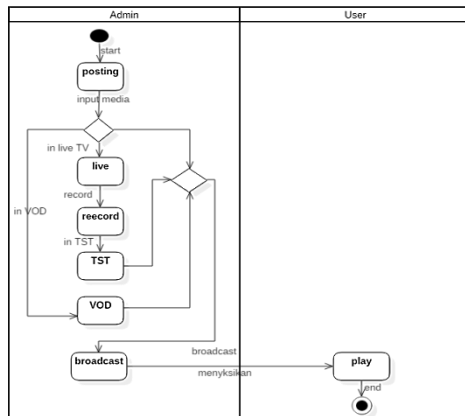 Admin
User
start
posting
input media
in live TV
live
record
in VOD
reecord
in TST
TST
VOD
broadcast
broadcast
menyksikan
play
end